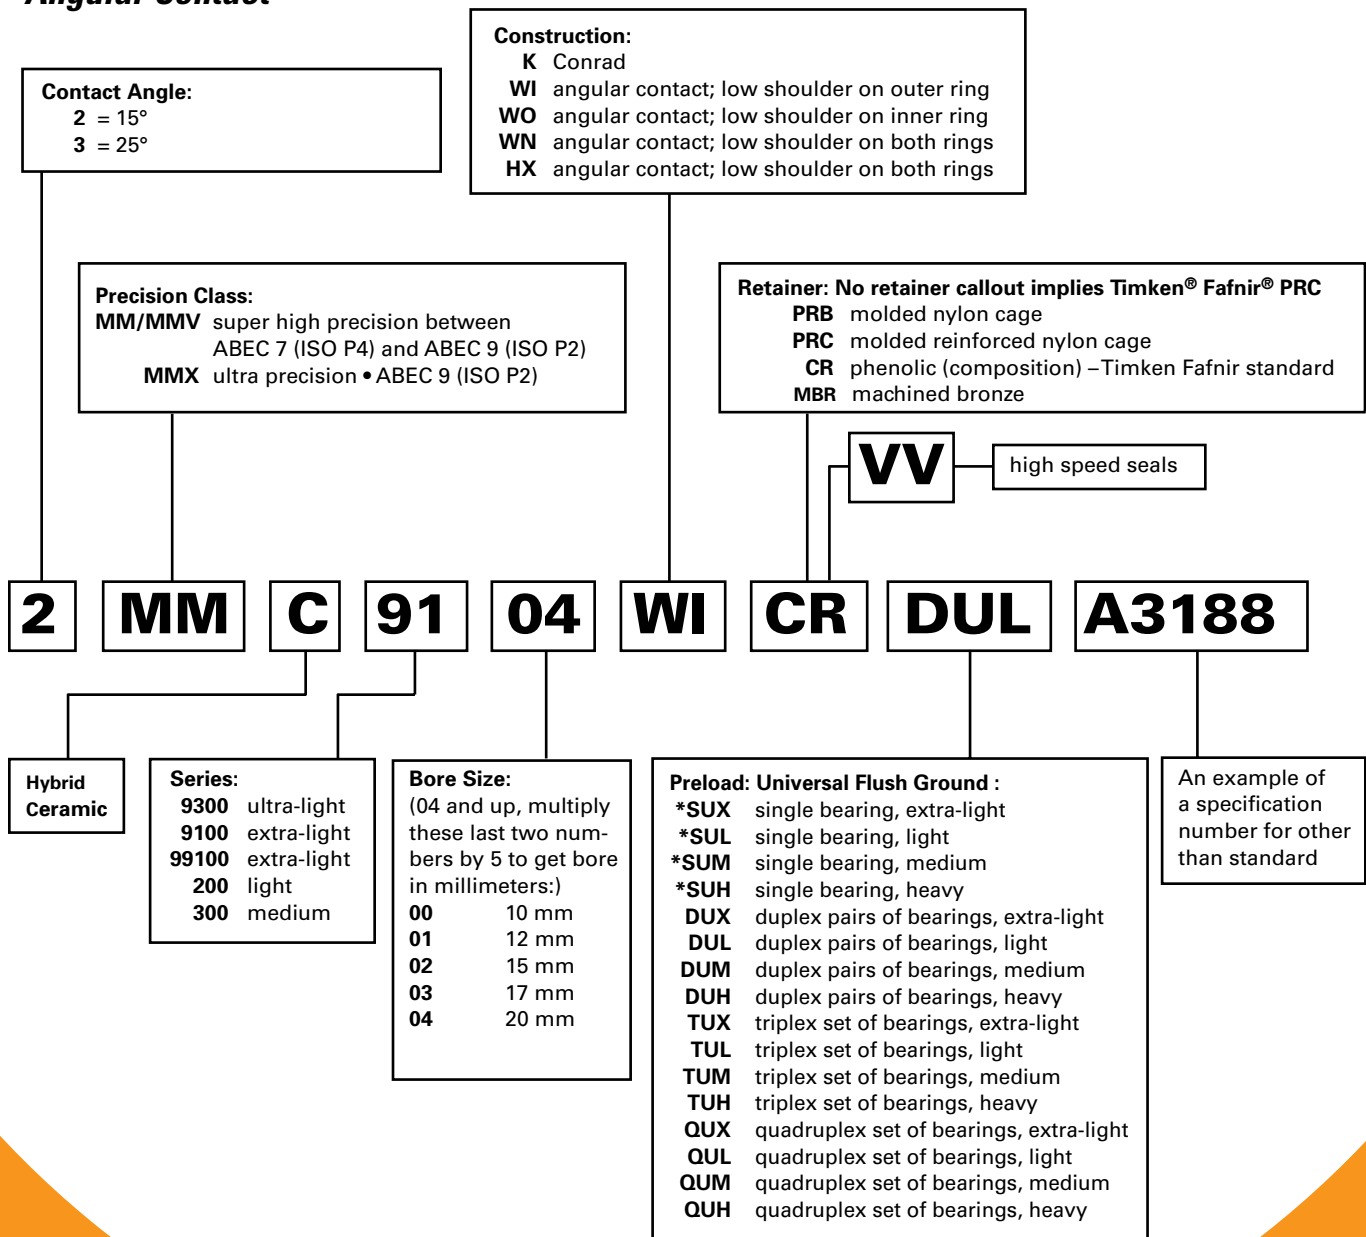 Angular Contact
Construction:
K Conrad
WI angular contact; low shoulder on outer ring
WO angular contact; low shoulder on inner ring
WN angular contact; low shoulder on both rings
HX angular contact; low shoulder on both rings
Contact Angle:
2 = 15°
3 = 25°
Precision Class:
MM/MMV super high precision between
ABEC 7 (ISO P4) and ABEC 9 (ISO P2)
MMX ultra precision • ABEC 9 (ISO P2)
Retainer: No retainer callout implies Timken® Fafnir® PRC
PRB molded nylon cage
PRC molded reinforced nylon cage
CR phenolic (composition) – Timken Fafnir standard
MBR machined bronze
VV high speed seals
2 MM C 91 04 WI CR DUL A3188
Hybrid
Ceramic
Series:
9300 ultra-light
9100 extra-light
99100 extra-light
200 light
300 medium
Bore Size:
(04 and up, multiply
these last two num-
bers by 5 to get bore
in millimeters:)
00 10 mm
01 12 mm
02 15 mm
03 17 mm
04 20 mm
Preload: Universal Flush Ground :
*SUX single bearing, extra-light
*SUL single bearing, light
*SUM single bearing, medium
*SUH single bearing, heavy
DUX duplex pairs of bearings, extra-light
DUL duplex pairs of bearings, light
DUM duplex pairs of bearings, medium
DUH duplex pairs of bearings, heavy
TUX triplex set of bearings, extra-light
TUL triplex set of bearings, light
TUM triplex set of bearings, medium
TUH triplex set of bearings, heavy
QUX quadruplex set of bearings, extra-light
QUL quadruplex set of bearings, light
QUM quadruplex set of bearings, medium
QUH quadruplex set of bearings, heavy
An example of
a specification
number for other
than standard